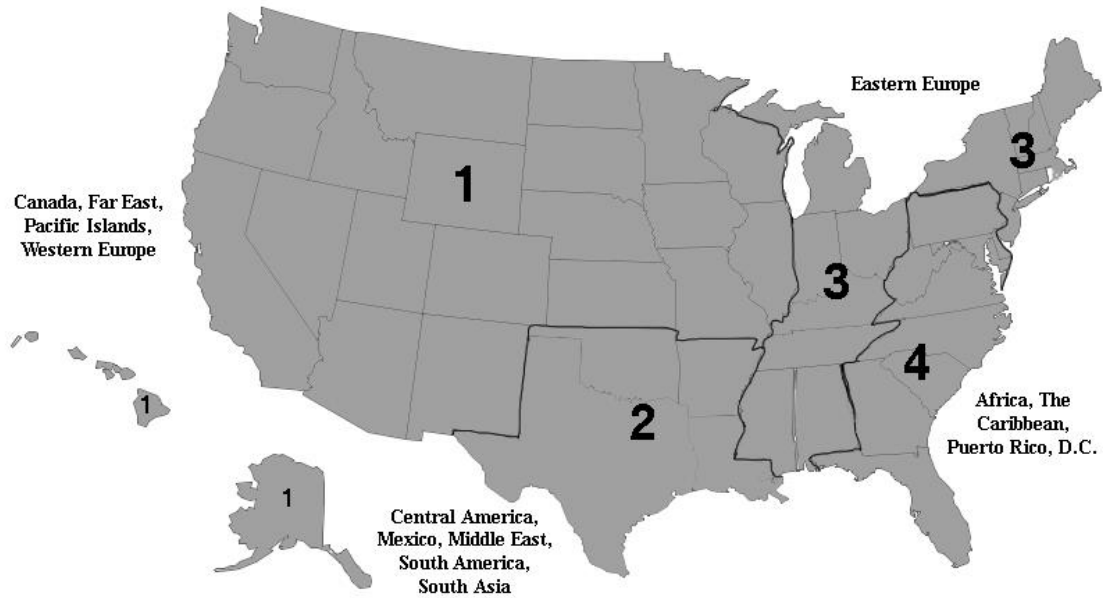 Eastern Europe
3
1
Canada, Far East,
Pacific Islands,
Western Europe
3
4
1
2
Africa, The
Caribbean,
Puerto Rico, D.C.
1
Central America,
Mexico, Middle East,
South America,
South Asia